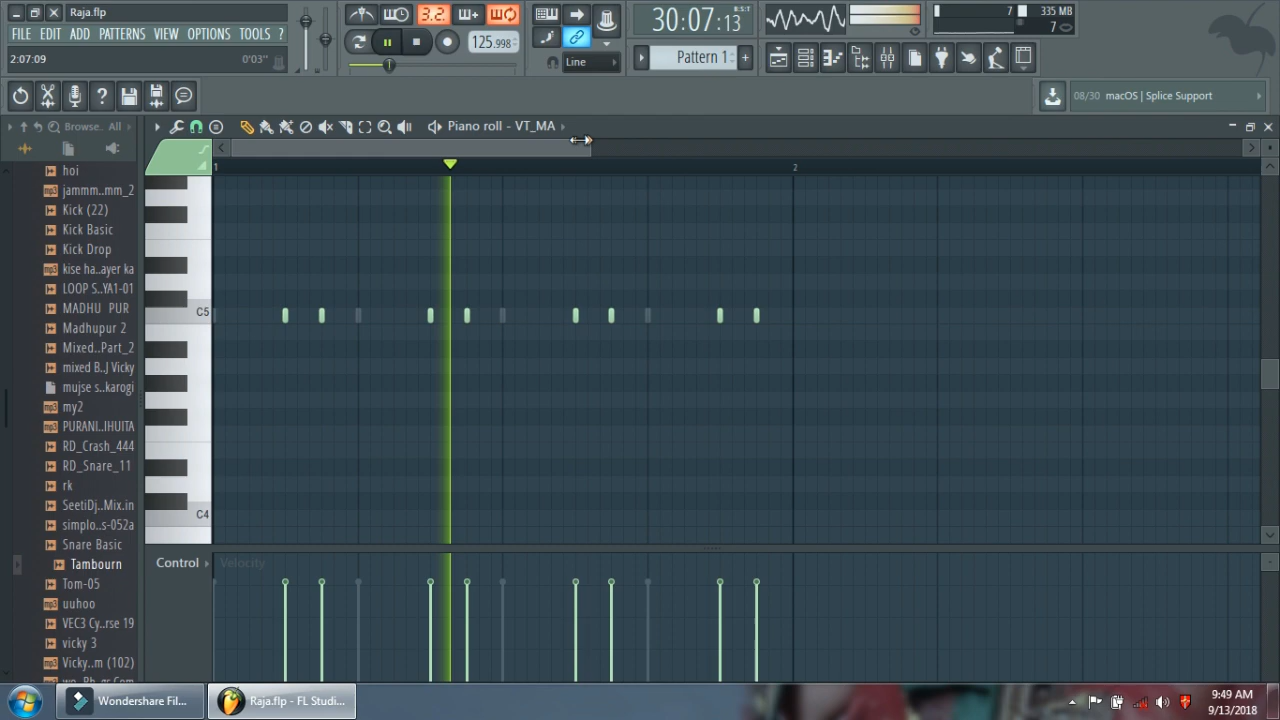 Raja.flp
FILE EDIT ADD PATTERNS VIEW OPTIONS TOOLS ?
2:07:09 0'03"
3.2.
125.998
Line
30:07:13
B:S:T
Pattern 1
7
335 MB
7
08/30 macOS | Splice Support
Browse.. All
Piano roll - VT_MA
1
2
hoi
jammm..mm_2
Kick (22)
Kick Basic
Kick Drop
kise ha..ayer ka
LOOP S..YA1-01
MADHU PUR
Madhupur 2
Mixed..Part_2
mixed B..J Vicky
mujse s..karogi
my2
PURANI..IHUITA
RD_Crash_444
RD_Snare_11
rk
SeetiDj..Mix.in
simplo..s-052a
Snare Basic
Tambourn
Tom-05
uuhoo
VEC3 Cy..rse 19
vicky 3
Vicky..m (102)
C5
C4
Control
Velocity
Wondershare Fil...
Raja.flp - FL Studi...
9:49 AM
9/13/2018